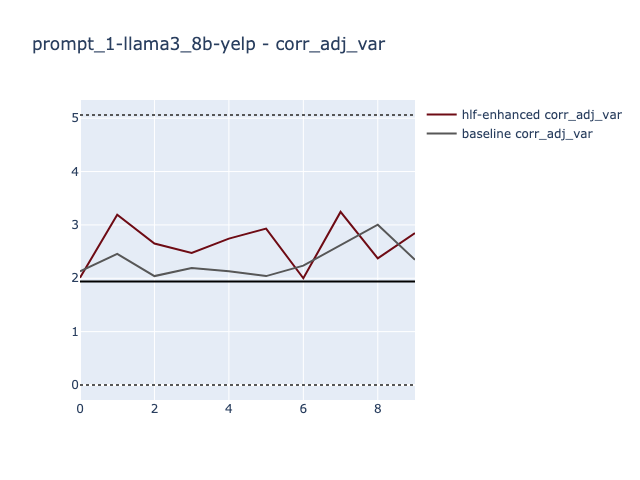 prompt_1-llama3_8b-yelp - corr_adj_var
hlf-enhanced corr_adj_var
baseline corr_adj_var
5
4
3
2
1
0
0 2 4 6 8